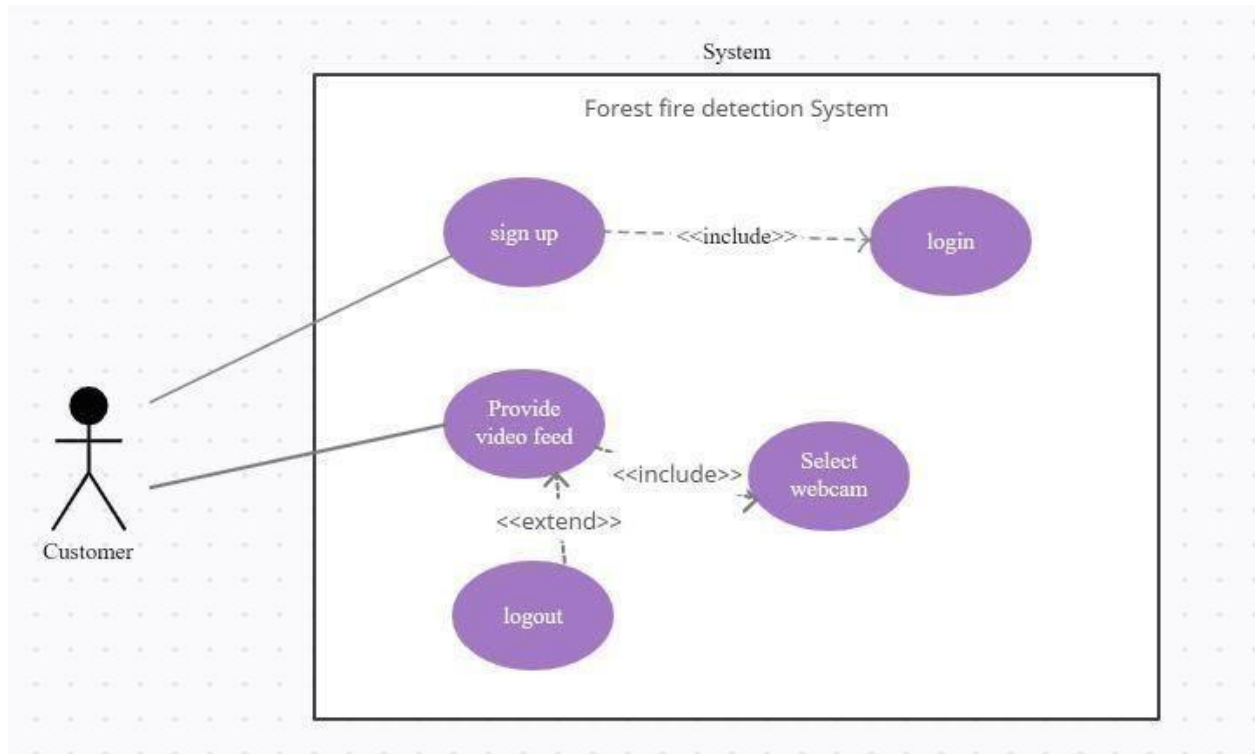 System
Forest fire detection System
sign up
<<include>>
login
Provide
video feed
<<include>>
Select
webcam
<<extend>>
logout
Customer